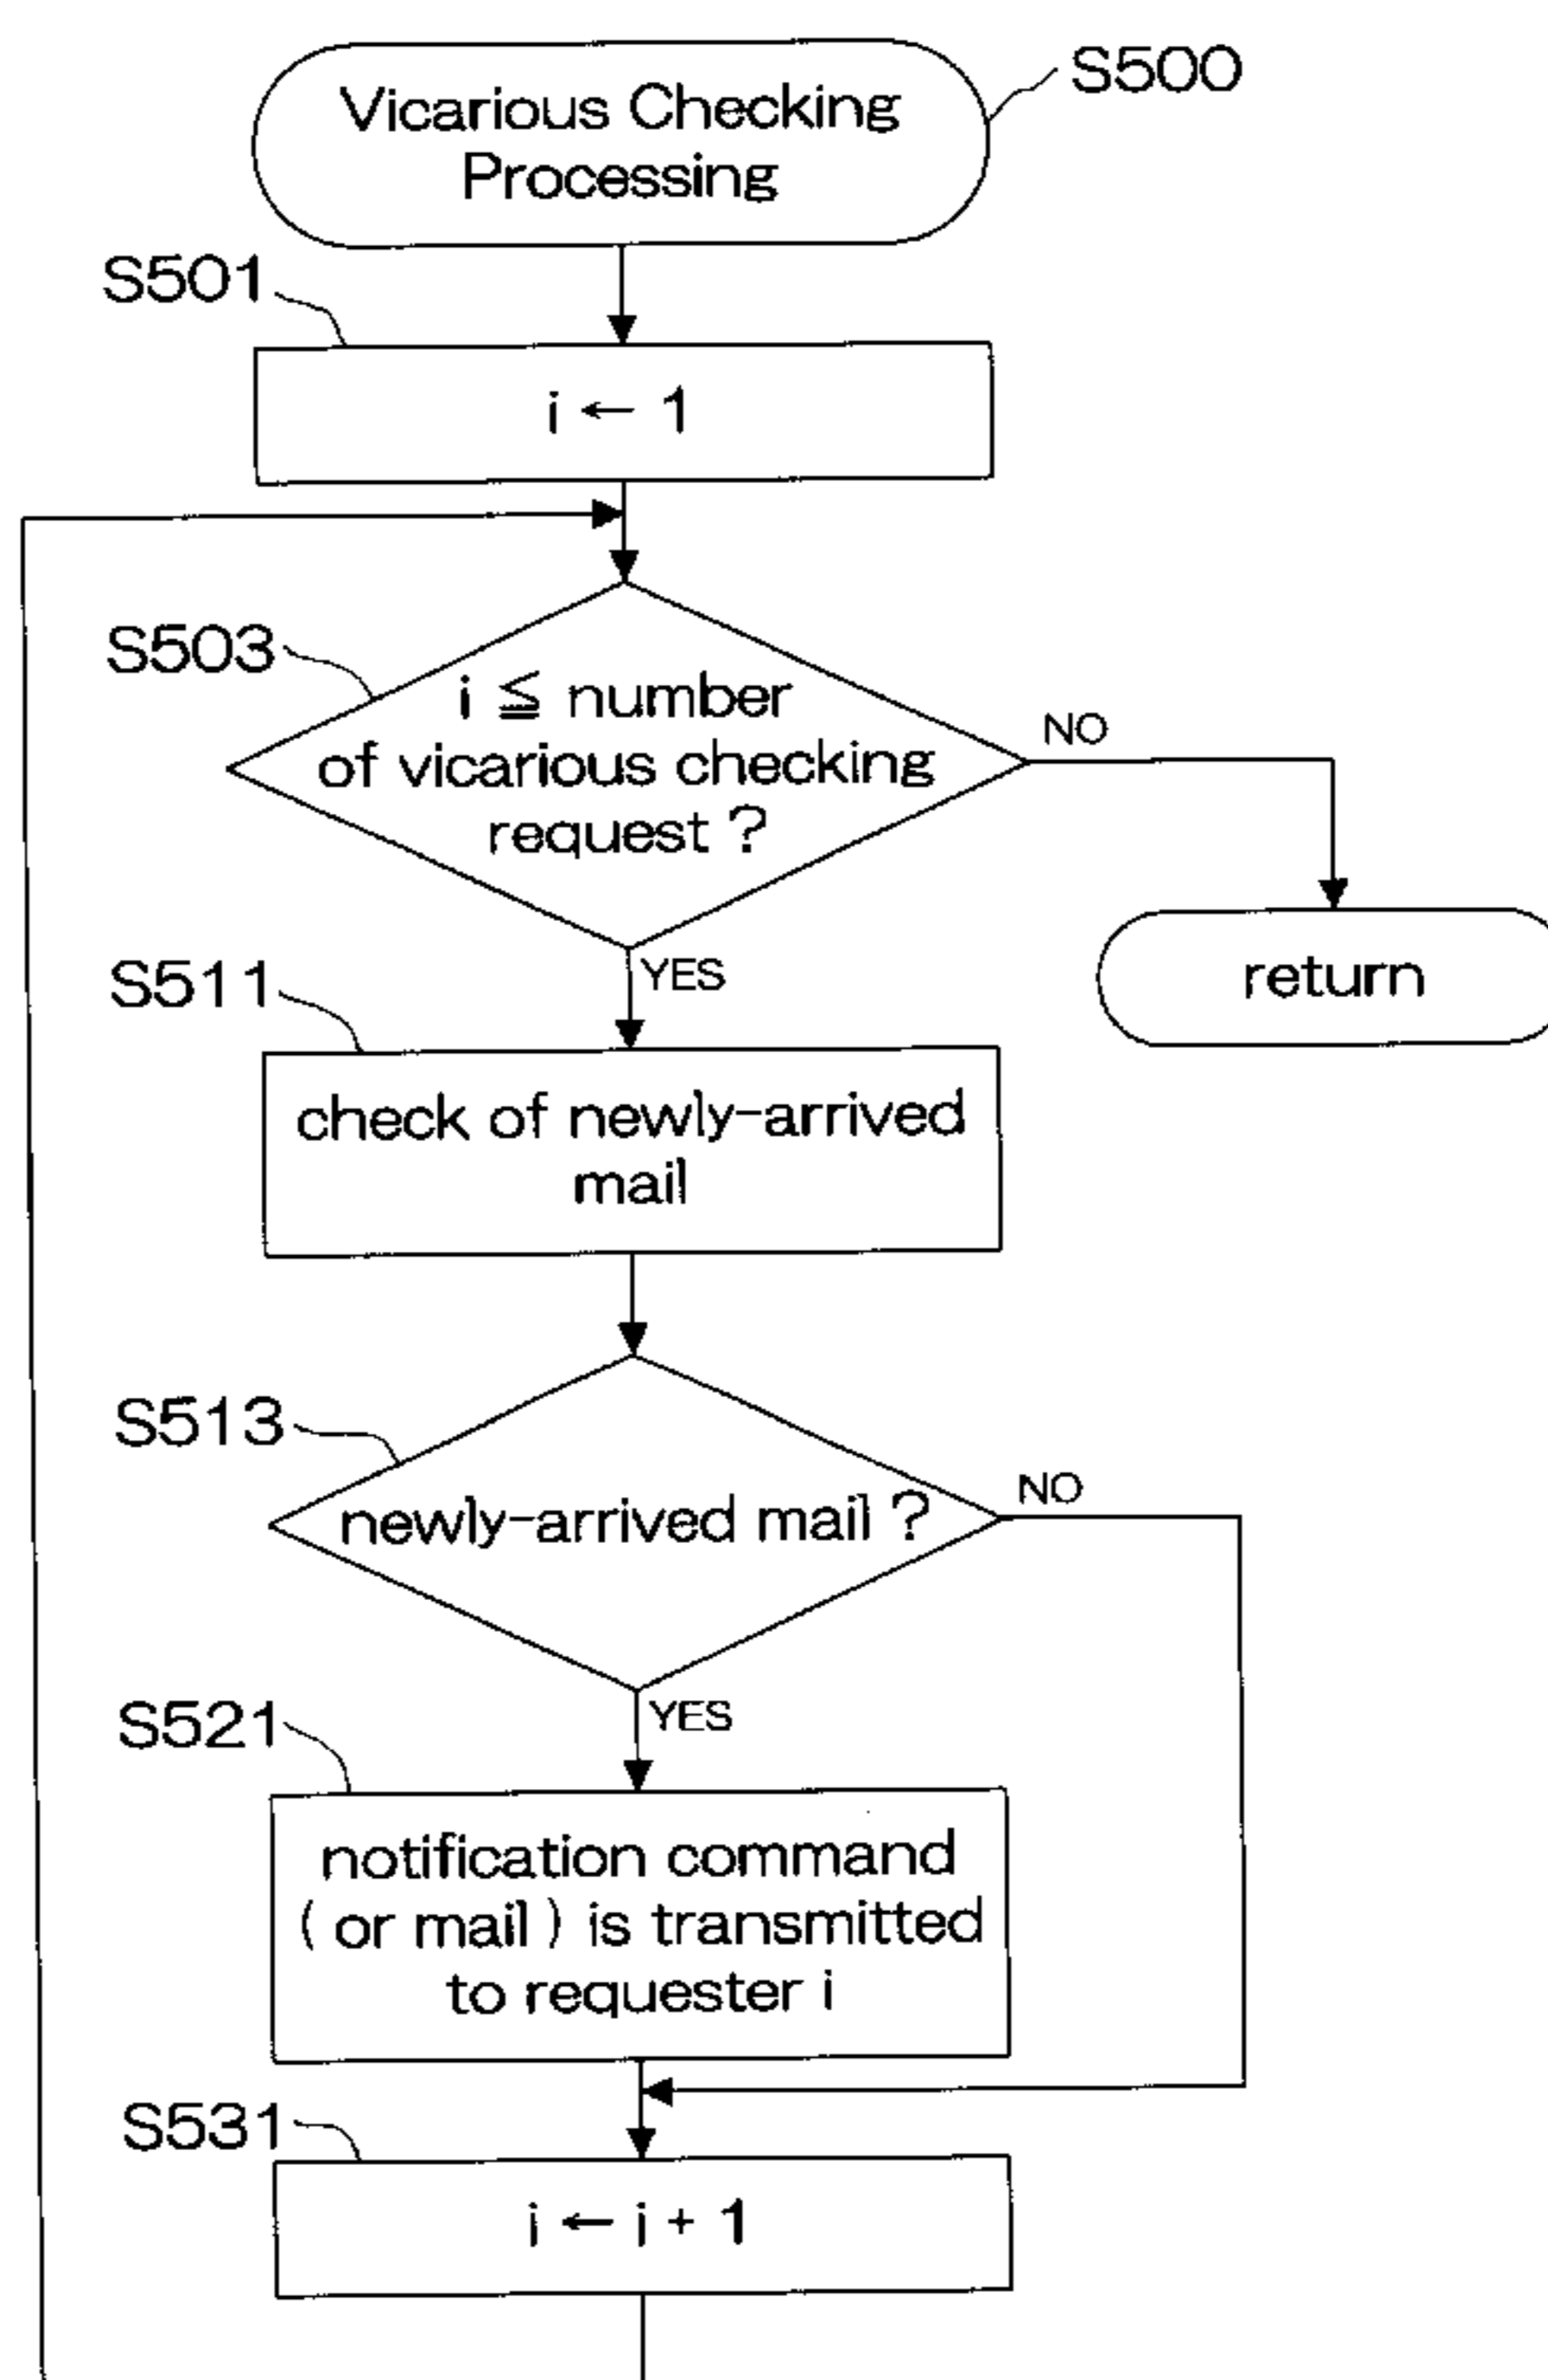 Vicarious Checking
Processing
S500
S501
i ← 1
S503
i ≦ number
of vicarious checking
request ?
NO
YES
return
S511
check of newly-arrived
mail
S513
newly-arrived mail ?
NO
YES
S521
notification command
( or mail ) is transmitted
to requester i
S531
i ← i + 1